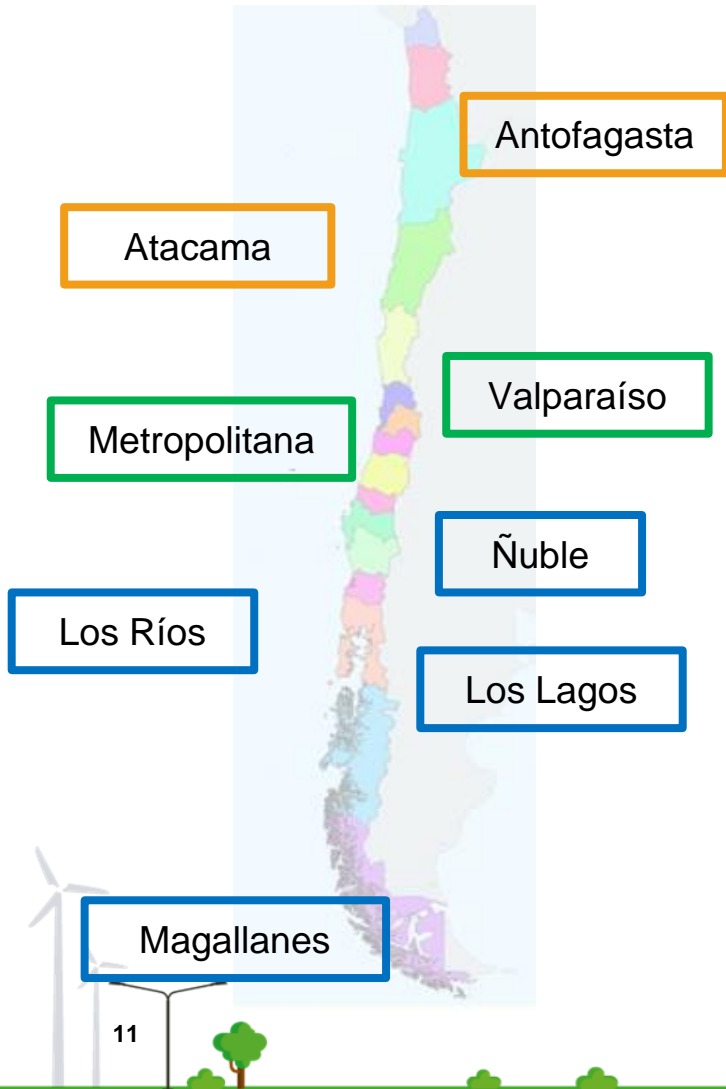 Antofagasta
Atacama
Valparaíso
Metropolitana
Ñuble
Los Ríos
Los Lagos
Magallanes
11